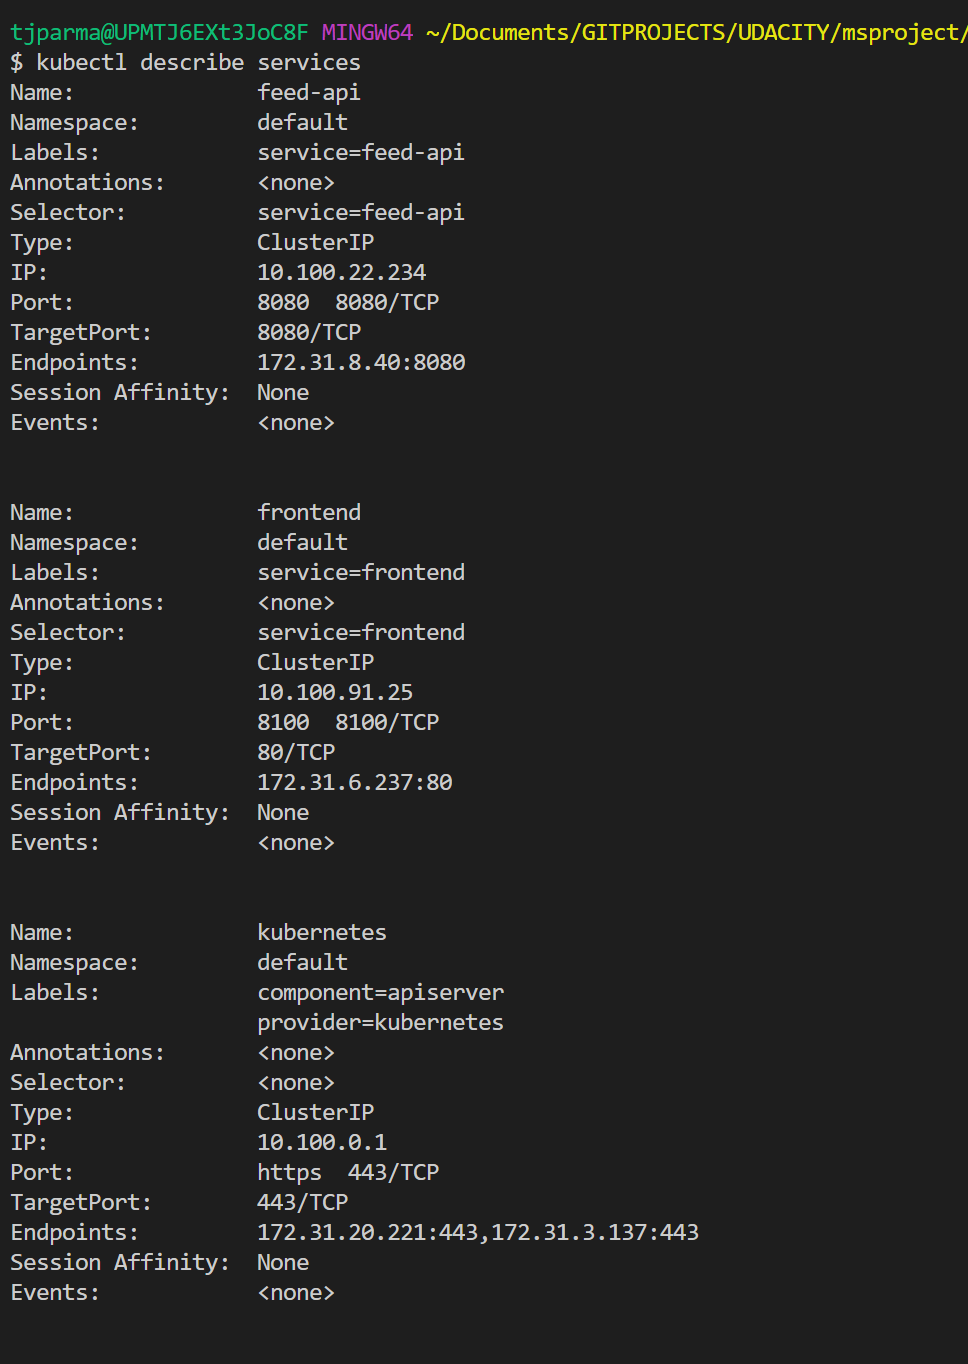 tjparma@UPMTJ6EXt3JoC8F MINGW64 ~/Documents/GITPROJECTS/UDACITY/msproject/
$ kubectl describe services
Name:              feed-api
Namespace:         default
Labels:            service=feed-api
Annotations:       <none>
Selector:          service=feed-api
Type:              ClusterIP
IP:                10.100.22.234
Port:              8080  8080/TCP
TargetPort:        8080/TCP
Endpoints:         172.31.8.40:8080
Session Affinity:  None
Events:            <none>
Name:              frontend
Namespace:         default
Labels:            service=frontend
Annotations:       <none>
Selector:          service=frontend
Type:              ClusterIP
IP:                10.100.91.25
Port:              8100  8100/TCP
TargetPort:        80/TCP
Endpoints:         172.31.6.237:80
Session Affinity:  None
Events:            <none>
Name:              kubernetes
Namespace:         default
Labels:            component=apiserver
                   provider=kubernetes
Annotations:       <none>
Selector:          <none>
Type:              ClusterIP
IP:                10.100.0.1
Port:              https  443/TCP
TargetPort:        443/TCP
Endpoints:         172.31.20.221:443,172.31.3.137:443
Session Affinity:  None
Events:            <none>